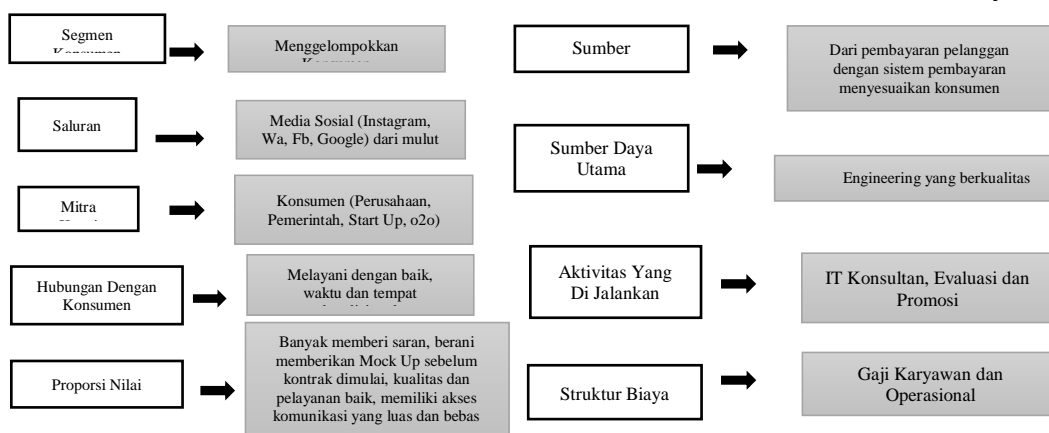 Segmen
Menggelompokkan
Saluran
Media Sosial (Instagram,
Wa, Fb, Google) dari mulut
Mitra
Konsumen (Perusahaan,
Pemerintah, Start Up, o2o)
Hubungan Dengan
Konsumen
Melayani dengan baik,
waktu dan tempat
Proporsi Nilai
Banyak memberi saran, berani
memberikan Mock Up sebelum
kontrak dimulai, kualitas dan
pelayanan baik, memiliki akses
komunikasi yang luas dan bebas
Sumber
Dari pembayaran pelanggan
dengan sistem pembayaran
menyesuaikan konsumen
Sumber Daya
Utama
Engineering yang berkualitas
Aktivitas Yang
Di Jalankan
IT Konsultan, Evaluasi dan
Promosi
Struktur Biaya
Gaji Karyawan dan
Operasional